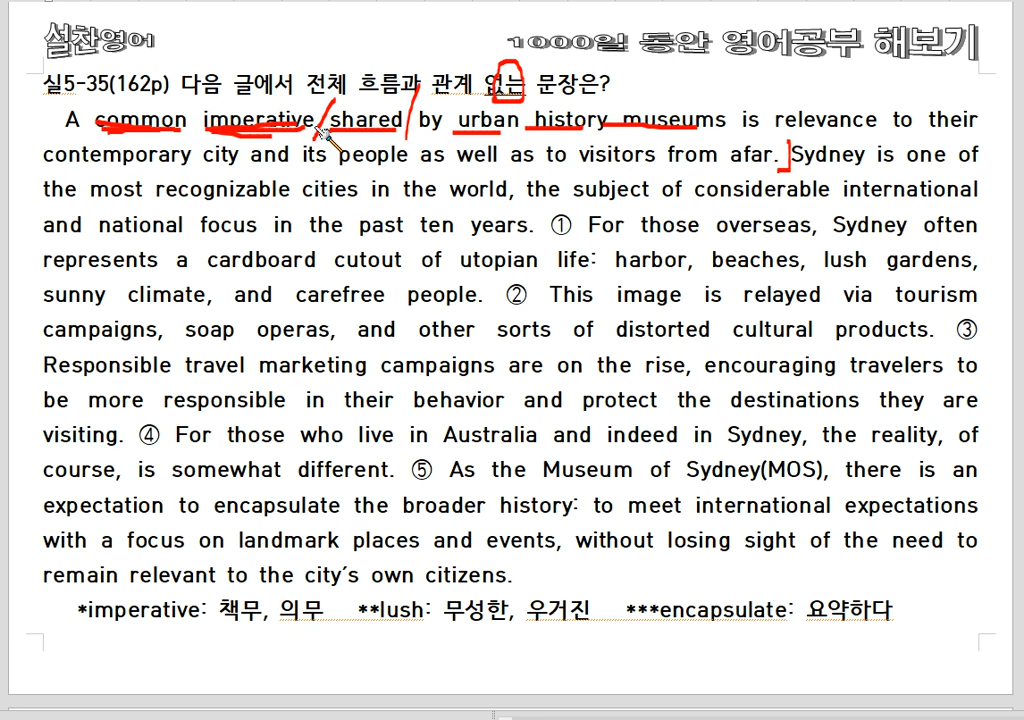 설찬영어 1000일 동안 영어공부 해보기
실5-35(162p) 다음 글에서 전체 흐름과 관계 없는 문장은?
A common imperative shared by urban history museums is relevance to their
contemporary city and its people as well as to visitors from afar. Sydney is one of
the most recognizable cities in the world, the subject of considerable international
and national focus in the past ten years. ① For those overseas, Sydney often
represents a cardboard cutout of utopian life: harbor, beaches, lush gardens,
sunny climate, and carefree people. ② This image is relayed via tourism
campaigns, soap operas, and other sorts of distorted cultural products. ③
Responsible travel marketing campaigns are on the rise, encouraging travelers to
be more responsible in their behavior and protect the destinations they are
visiting. ④ For those who live in Australia and indeed in Sydney, the reality, of
course, is somewhat different. ⑤ As the Museum of Sydney(MOS), there is an
expectation to encapsulate the broader history: to meet international expectations
with a focus on landmark places and events, without losing sight of the need to
remain relevant to the city's own citizens.
*imperative: 책무, 의무 **lush: 무성한, 우거진 ***encapsulate: 요약하다